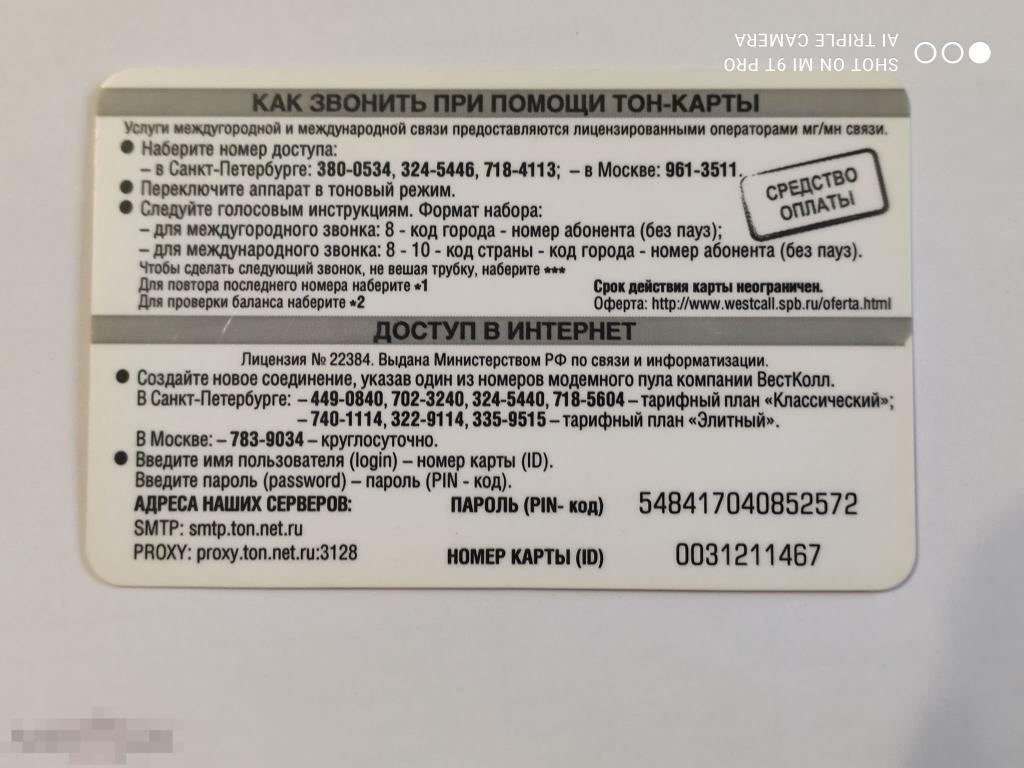 SHOT ON MI 9T PRO
AI TRIPLE CAMERA
КАК ЗВОНИТЬ ПРИ ПОМОЩИ ТОН-КАРТЫ
Услуги междугородной и международной связи предоставляются лицензированными операторами мг/мн связи.
● Наберите номер доступа:
– в Санкт-Петербурге: 380-0534, 324-5446, 718-4113; – в Москве: 961-3511.
● Переключите аппарат в тоновый режим.
СРЕДСТВО
ОПЛАТЫ
● Следуйте голосовым инструкциям. Формат набора:
– для междугородного звонка: 8 - код города - номер абонента (без пауз);
– для международного звонка: 8 - 10 - код страны - код города - номер абонента (без пауз).
Чтобы сделать следующий звонок, не вешая трубку, наберите ***
Для повтора последнего номера наберите *1
Срок действия карты неограничен.
Для проверки баланса наберите *2
Оферта: http://www.westcall.spb.ru/oferta.html
ДОСТУП В ИНТЕРНЕТ
Лицензия № 22384. Выдана Министерством РФ по связи и информатизации.
● Создайте новое соединение, указав один из номеров модемного пула компании ВестКолл.
В Санкт-Петербурге: – 449-0840, 702-3240, 324-5440, 718-5604 – тарифный план «Классический»;
– 740-1114, 322-9114, 335-9515 – тарифный план «Элитный».
В Москве: – 783-9034 – круглосуточно.
● Введите имя пользователя (login) – номер карты (ID).
Введите пароль (password) – пароль (PIN - код).
АДРЕСА НАШИХ СЕРВЕРОВ:
ПАРОЛЬ (PIN- код) 548417040852572
SMTP: smtp.ton.net.ru
PROXY: proxy.ton.net.ru:3128
НОМЕР КАРТЫ (ID) 0031211467